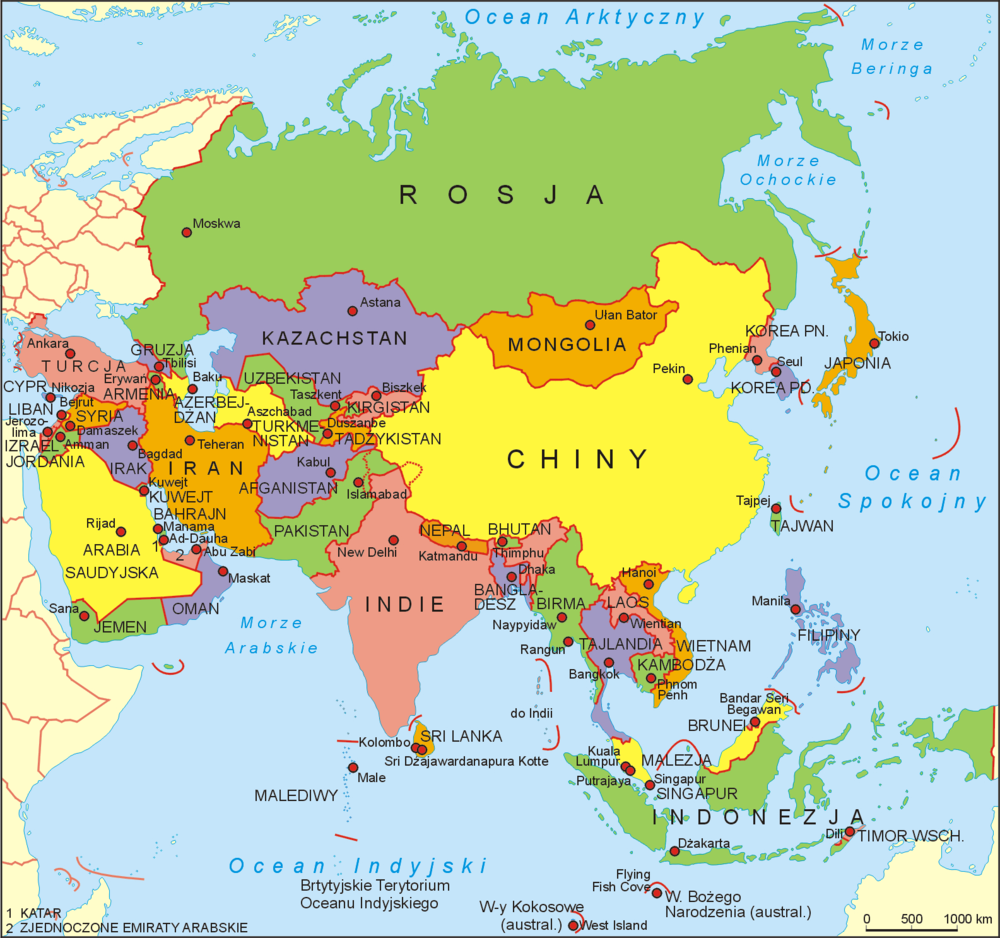 Ocean Arktyczny
Morze
Beringa
Morze
Ochockie
ROSJA
Moskwa
Astana
KAZACHSTAN
Ułan Bator
MONGOLIA
KOREA PN.
Phenian
Seul
KOREA PD.
Tokio
JAPONIA
Pekin
Ankara
TURCJA
GRUZJA
Tbilisi
Erywań
ARMENIA
Baku
AZERBEJ-
DŻAN
UZBEKISTAN
Taszkent
Biszkek
KIRGISTAN
Aszchabad
TURKME-
NISTAN
Duszanbe
TADŻYKISTAN
CYPR
Nikozja
LIBAN
Bejrut
SYRIA
Damaszek
Jerozo-
lima
IZRAEL
Amman
JORDANIA
Bagdad
IRAK
Teheran
IRAN
Kabul
AFGANISTAN
Islamabad
CHINY
Ocean
Spokojny
Kuwejt
KUWEJT
BAHRAJN
Manama
Rijad
ARABIA
SAUDYJSKA
1
Ad-Dauha
2
Abu Zabi
Maskat
OMAN
Sana
JEMEN
PAKISTAN
New Delhi
NEPAL
Katmandu
BHUTAN
Thimphu
Dhaka
BANGLA-
DESZ
INDIE
Tajpej
TAJWAN
BIRMA
Naypyidaw
Rangun
Hanoi
LAOS
Wientian
TAJLANDIA
WIETNAM
Bangkok
KAMBODŻA
Phnom
Penh
Manila
FILIPINY
Morze
Arabskie
do Indii
Bandar Seri
Begawan
BRUNEI
Kolombo
SRI LANKA
Sri Dżajawardanapura Kotte
Male
MALEDIWY
Kuala
Lumpur
Putrajaya
MALEZJA
Singapur
SINGAPUR
INDONEZJA
Dżakarta
Dili
TIMOR WSCH.
Ocean Indyjski
Brtytyjskie Terytorium
Oceanu Indyjskiego
Flying
Fish Cove
W. Bożego
Narodzenia (austral.)
W-y Kokosowe
(austral.)
West Island
1 KATAR
2 ZJEDNOCZONE EMIRATY ARABSKIE
0 500 1000 km